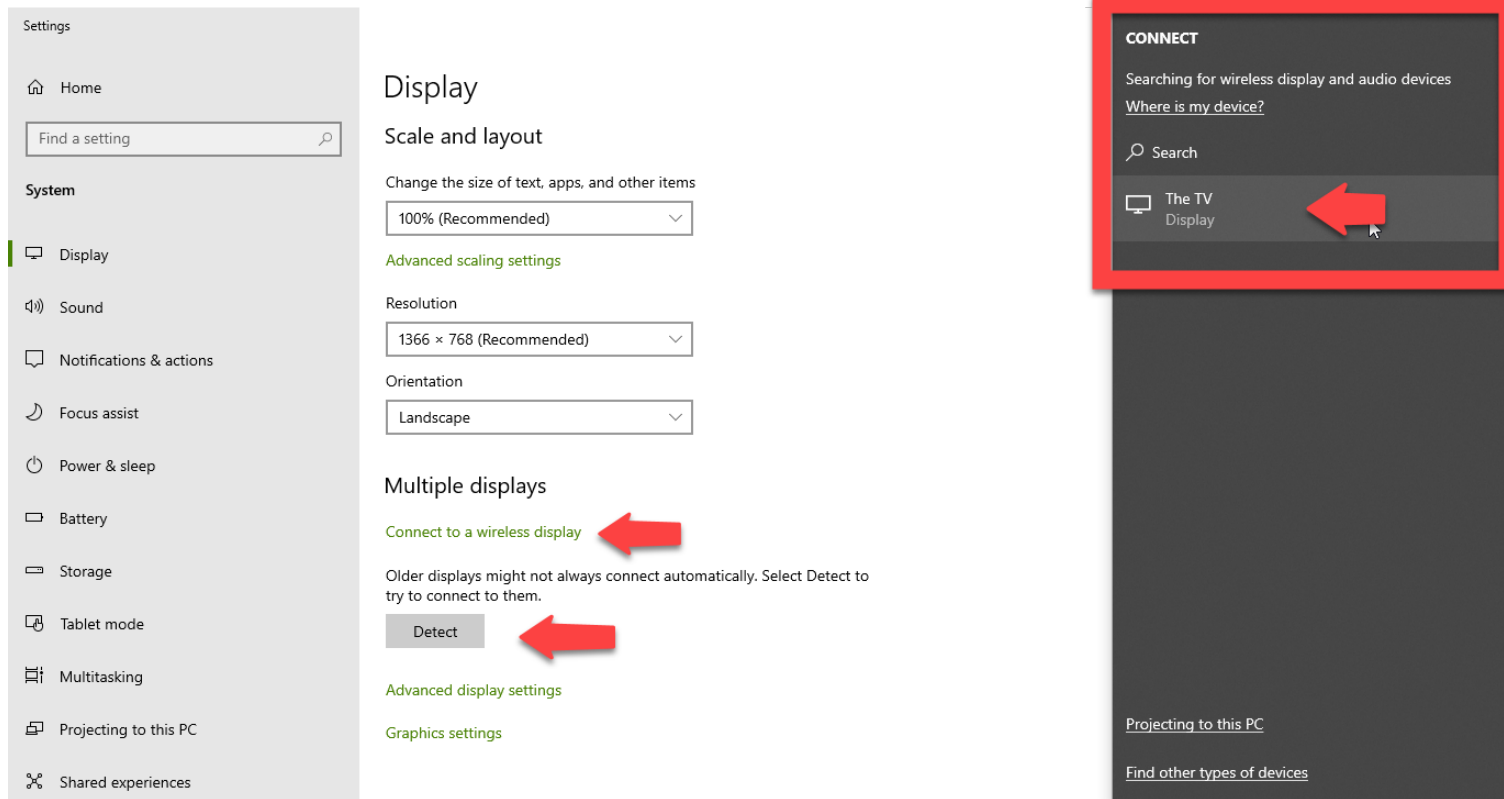 Settings
Home
Find a setting
System
Display
Sound
Notifications & actions
Focus assist
Power & sleep
Battery
Storage
Tablet mode
Multitasking
Projecting to this PC
Shared experiences
Display
Scale and layout
Change the size of text, apps, and other items
100% (Recommended)
Advanced scaling settings
Resolution
1366 × 768 (Recommended)
Orientation
Landscape
Multiple displays
Connect to a wireless display
Older displays might not always connect automatically. Select Detect to
try to connect to them.
Detect
Advanced display settings
Graphics settings
CONNECT
Searching for wireless display and audio devices
Where is my device?
Search
The TV
Display
Projecting to this PC
Find other types of devices